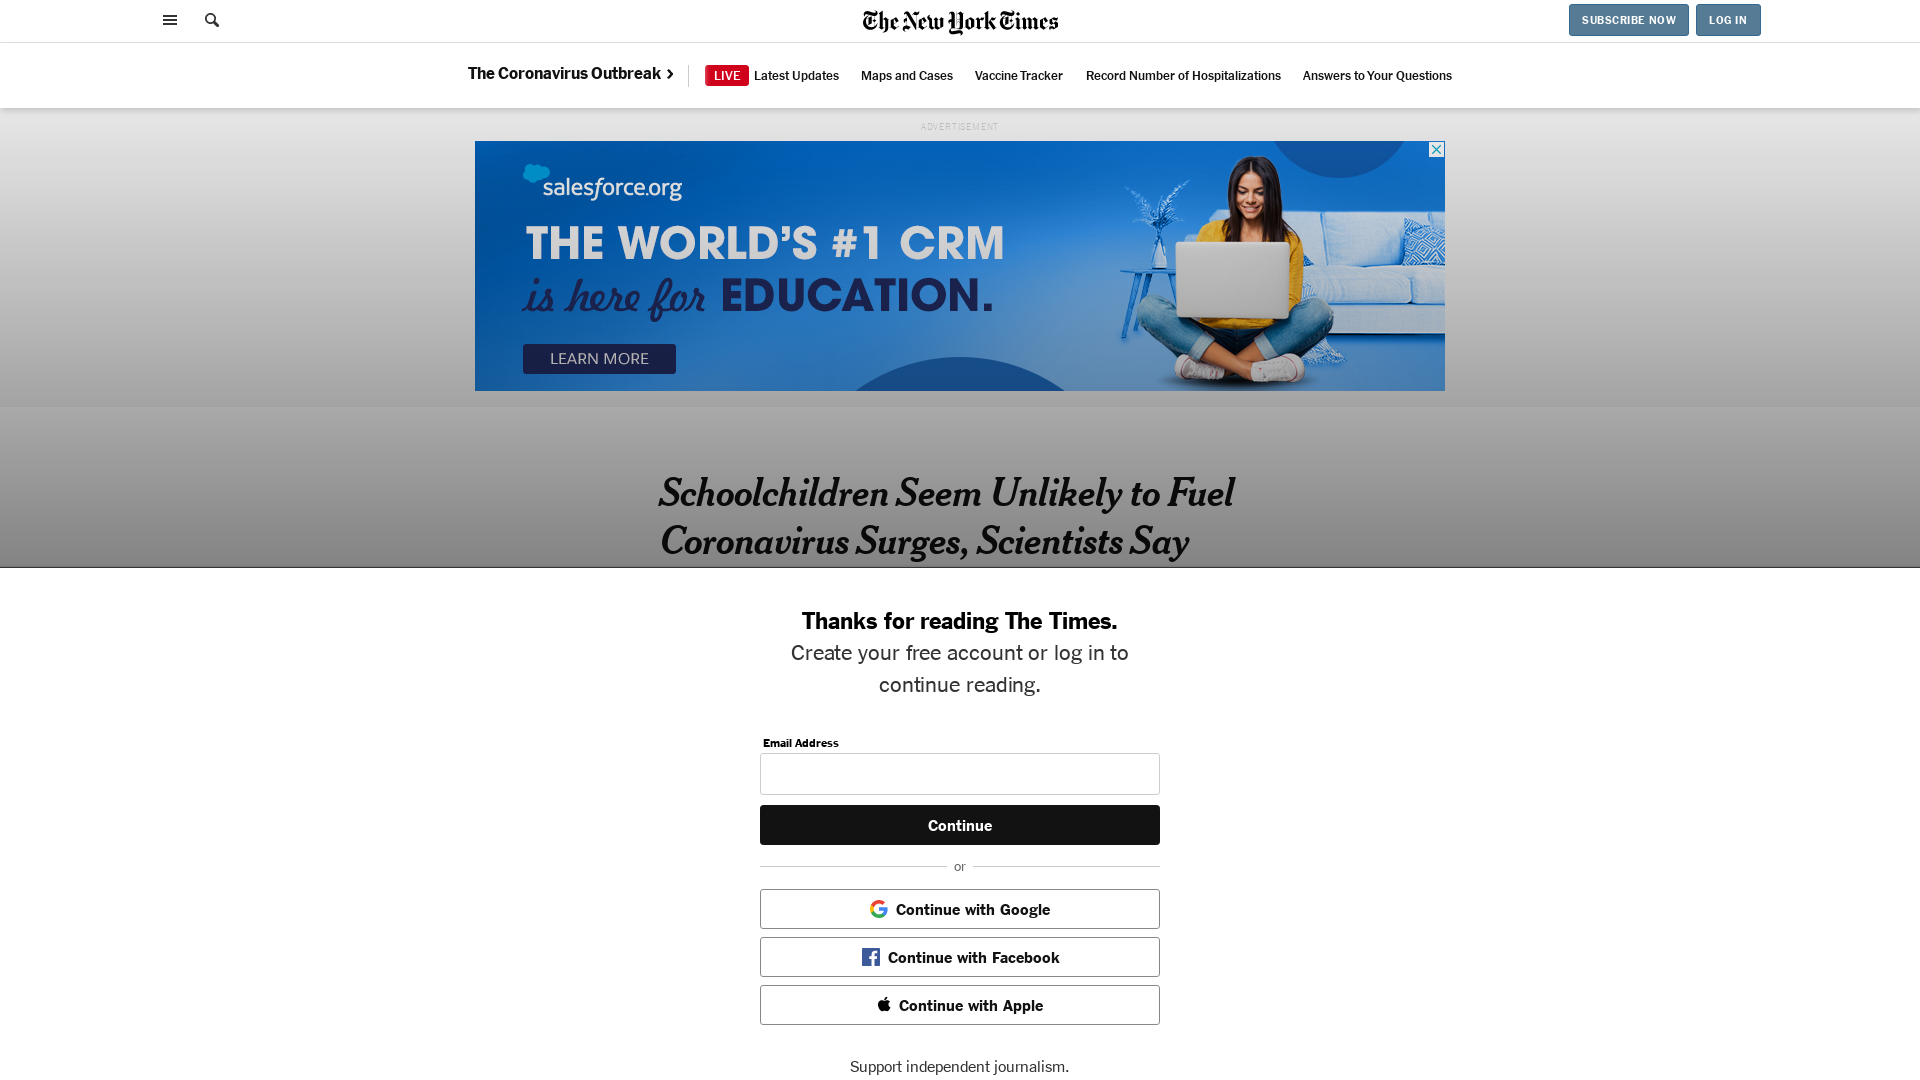 The New York Times
SUBSCRIBE NOW
LOG IN
The Coronavirus Outbreak
LIVE Latest Updates
Maps and Cases
Vaccine Tracker
Record Number of Hospitalizations
Answers to Your Questions
ADVERTISEMENT
salesforce.org
THE WORLD'S #1 CRM
is here for EDUCATION.
LEARN MORE
Schoolchildren Seem Unlikely to Fuel
Coronavirus Surges, Scientists Say
Thanks for reading The Times.
Create your free account or log in to
continue reading.
Email Address
Continue
or
Continue with Google
Continue with Facebook
Continue with Apple
Support independent journalism.